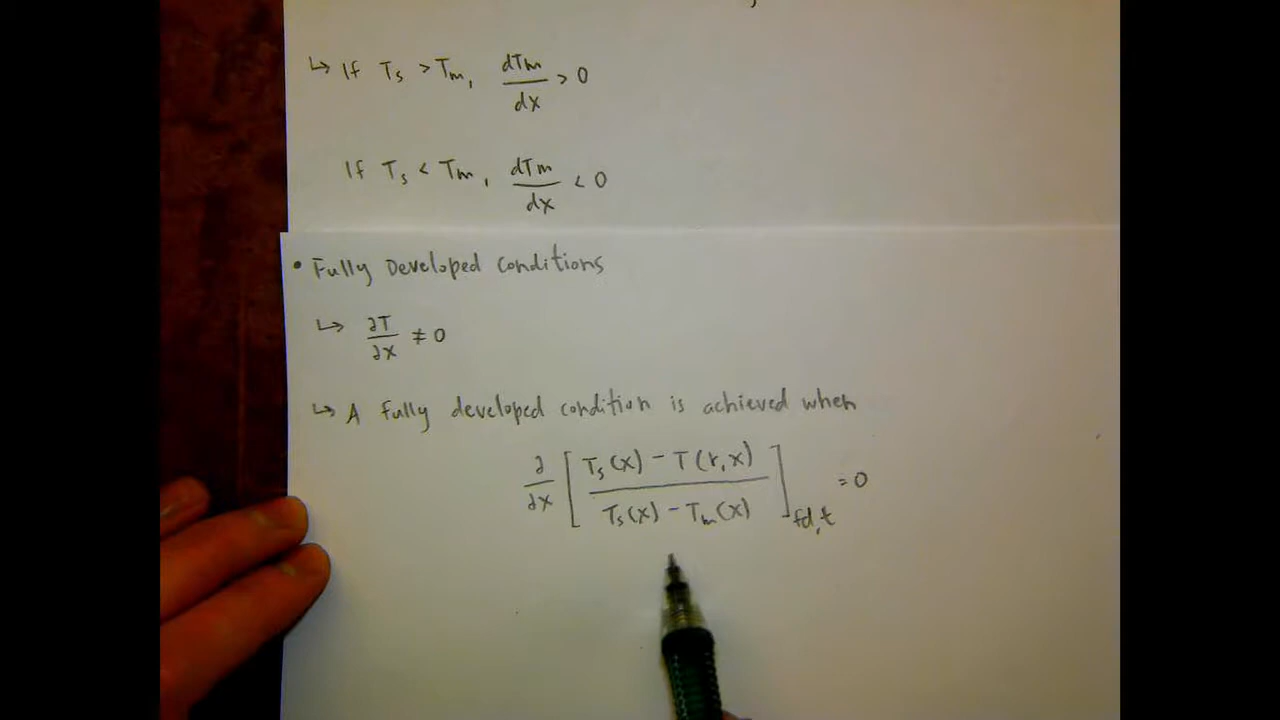 ↳ If Ts > Tm, dTm/dx > 0
If Ts < Tm, dTm/dx < 0
• Fully Developed conditions
↳ ∂T/∂x ≠ 0
↳ A fully developed condition is achieved when
∂/∂x [ (Ts(x) - T(r,x)) / (Ts(x) - Tm(x)) ]fd,t = 0